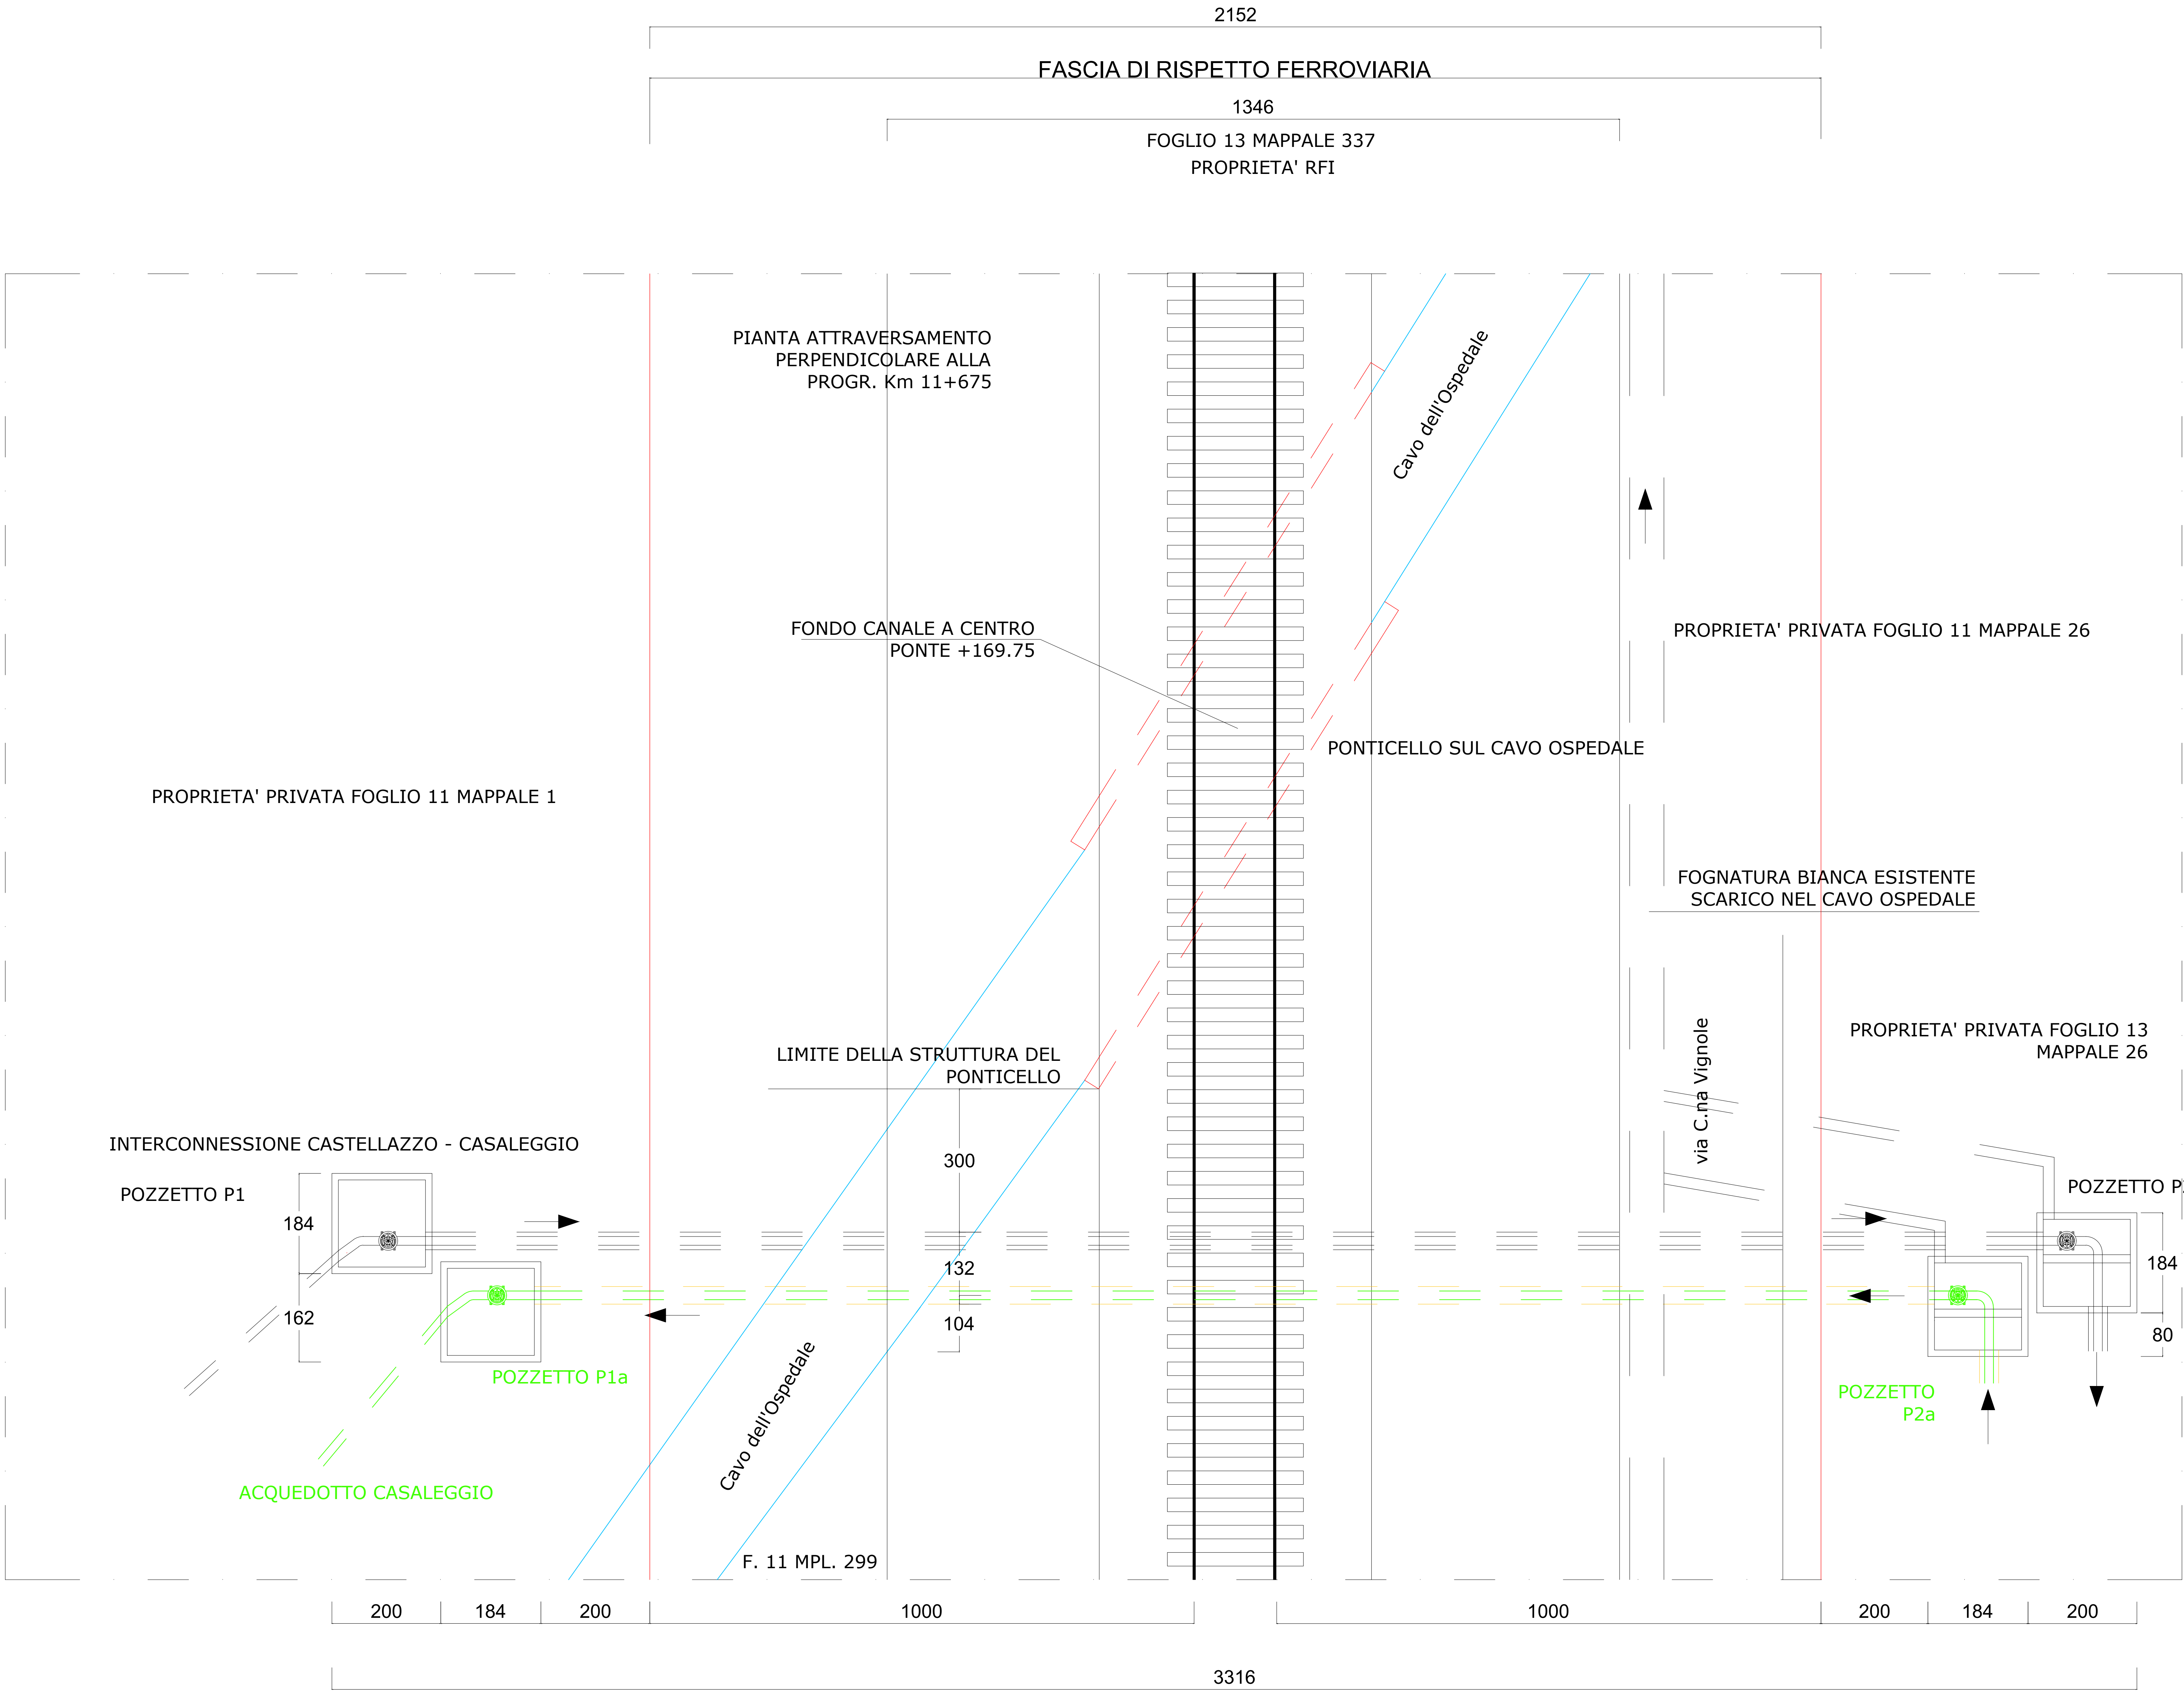 2152
FASCIA DI RISPETTO FERROVIARIA
1346
FOGLIO 13 MAPPALE 337
PROPRIETA' RFI
PIANTA ATTRAVERSAMENTO
PERPENDICOLARE ALLA
PROGR. Km 11+675
Cavo dell'Ospedale
FONDO CANALE A CENTRO
PONTE +169.75
PROPRIETA' PRIVATA FOGLIO 11 MAPPALE 26
PONTICELLO SUL CAVO OSPEDALE
PROPRIETA' PRIVATA FOGLIO 11 MAPPALE 1
FOGNATURA BIANCA ESISTENTE
SCARICO NEL CAVO OSPEDALE
PROPRIETA' PRIVATA FOGLIO 13
MAPPALE 26
LIMITE DELLA STRUTTURA DEL
PONTICELLO
via C.na Vignole
INTERCONNESSIONE CASTELLAZZO - CASALEGGIO
POZZETTO P1
300
POZZETTO P
184
132
184
162
104
80
POZZETTO P1a
POZZETTO
P2a
Cavo dell'Ospedale
ACQUEDOTTO CASALEGGIO
F. 11 MPL. 299
200
184
200
1000
1000
200
184
200
3316